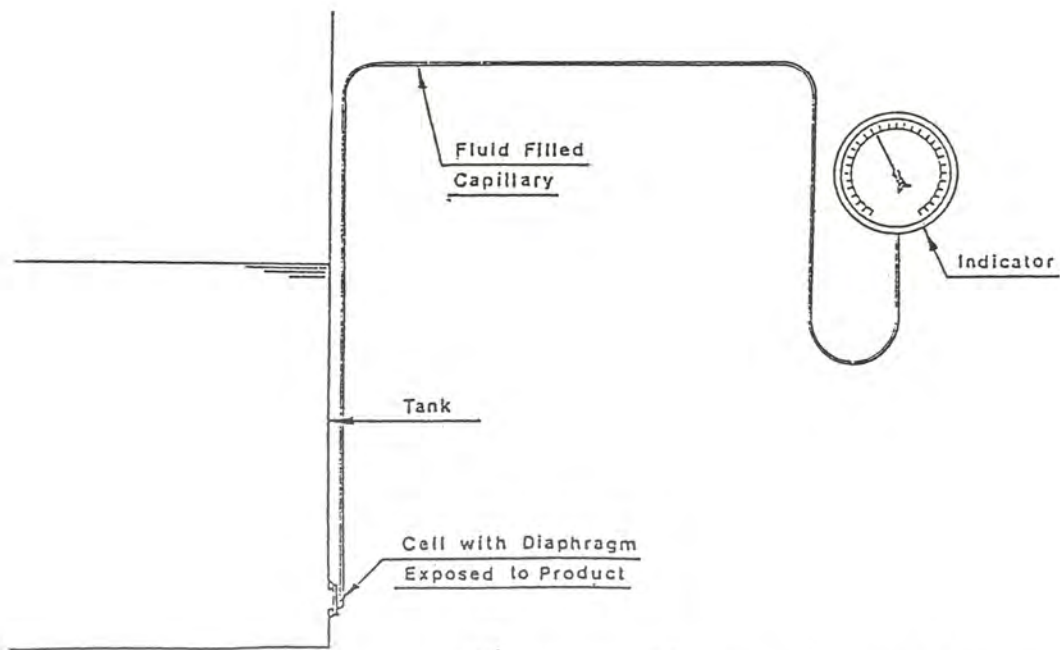 Fluid Filled
Capillary
Indicator
Tank
Cell with Diaphragm
Exposed to Product